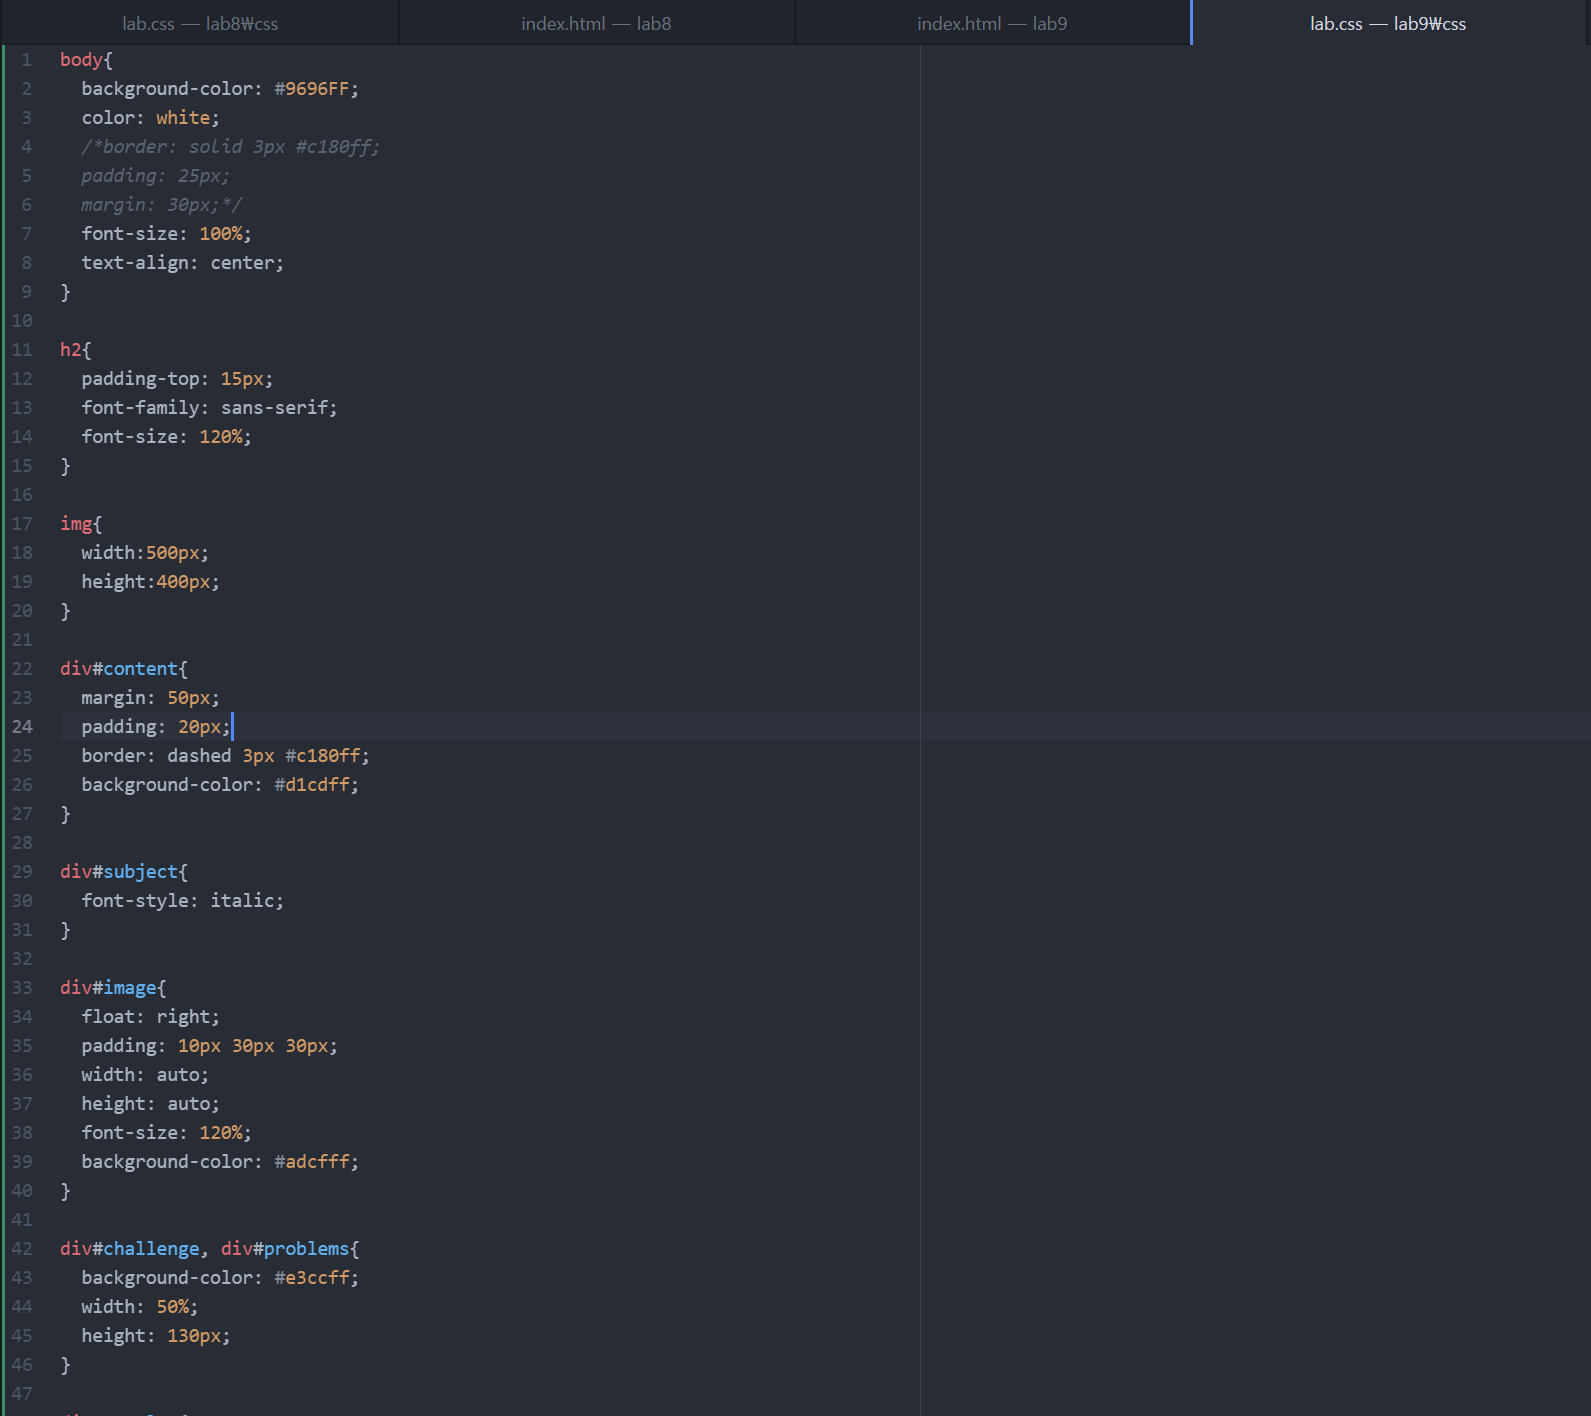 lab.css — lab8₩css index.html — lab8 index.html — lab9 lab.css — lab9₩css
1 body{
2 background-color: #9696FF;
3 color: white;
4 /*border: solid 3px #c180ff;
5 padding: 25px;
6 margin: 30px;*/
7 font-size: 100%;
8 text-align: center;
9 }
10
11 h2{
12 padding-top: 15px;
13 font-family: sans-serif;
14 font-size: 120%;
15 }
16
17 img{
18 width:500px;
19 height:400px;
20 }
21
22 div#content{
23 margin: 50px;
24 padding: 20px;
25 border: dashed 3px #c180ff;
26 background-color: #d1cdff;
27 }
28
29 div#subject{
30 font-style: italic;
31 }
32
33 div#image{
34 float: right;
35 padding: 10px 30px 30px;
36 width: auto;
37 height: auto;
38 font-size: 120%;
39 background-color: #adcfff;
40 }
41
42 div#challenge, div#problems{
43 background-color: #e3ccff;
44 width: 50%;
45 height: 130px;
46 }
47